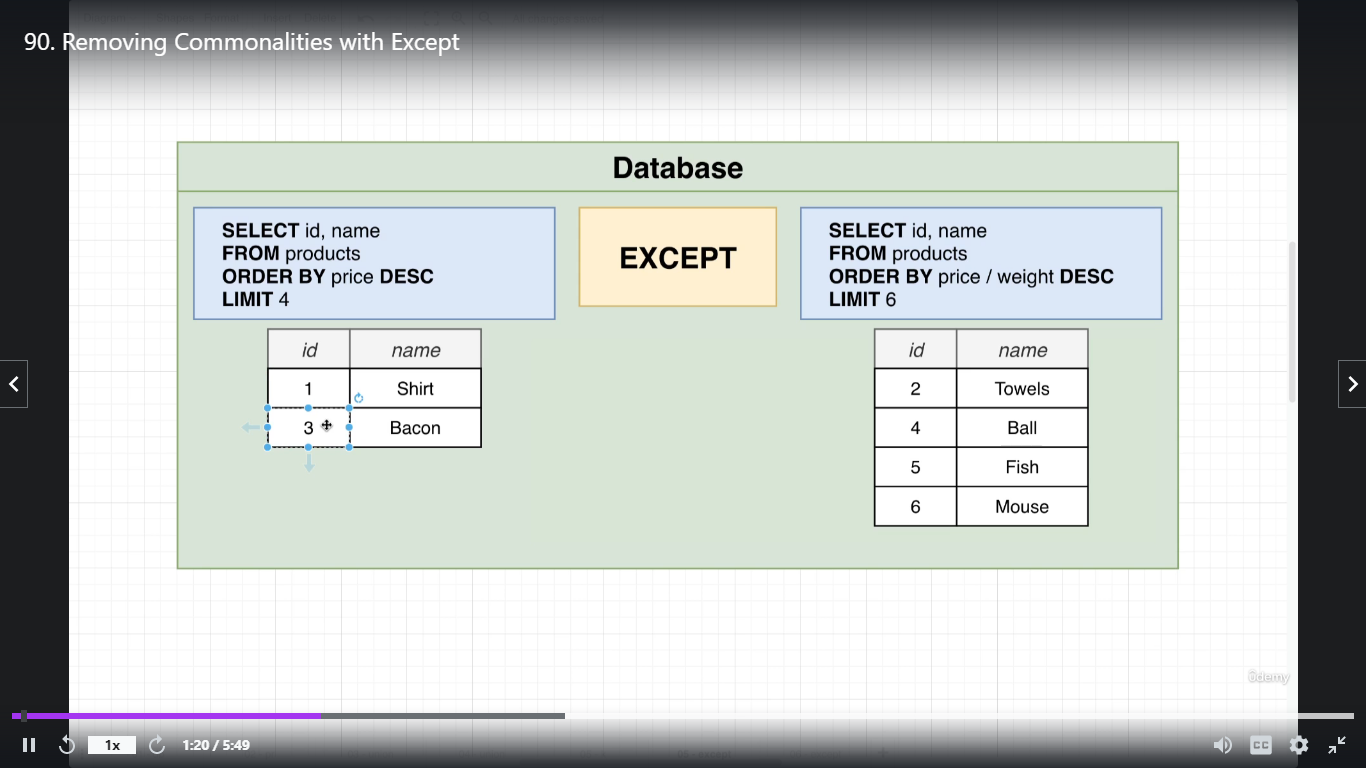 90. Removing Commonalities with Except
Database
SELECT id, name
FROM products
ORDER BY price DESC
LIMIT 4
EXCEPT
SELECT id, name
FROM products
ORDER BY price / weight DESC
LIMIT 6
id name
1 Shirt
3 Bacon
id name
2 Towels
4 Ball
5 Fish
6 Mouse
ûdemy
1x
1:20 / 5:49
CC